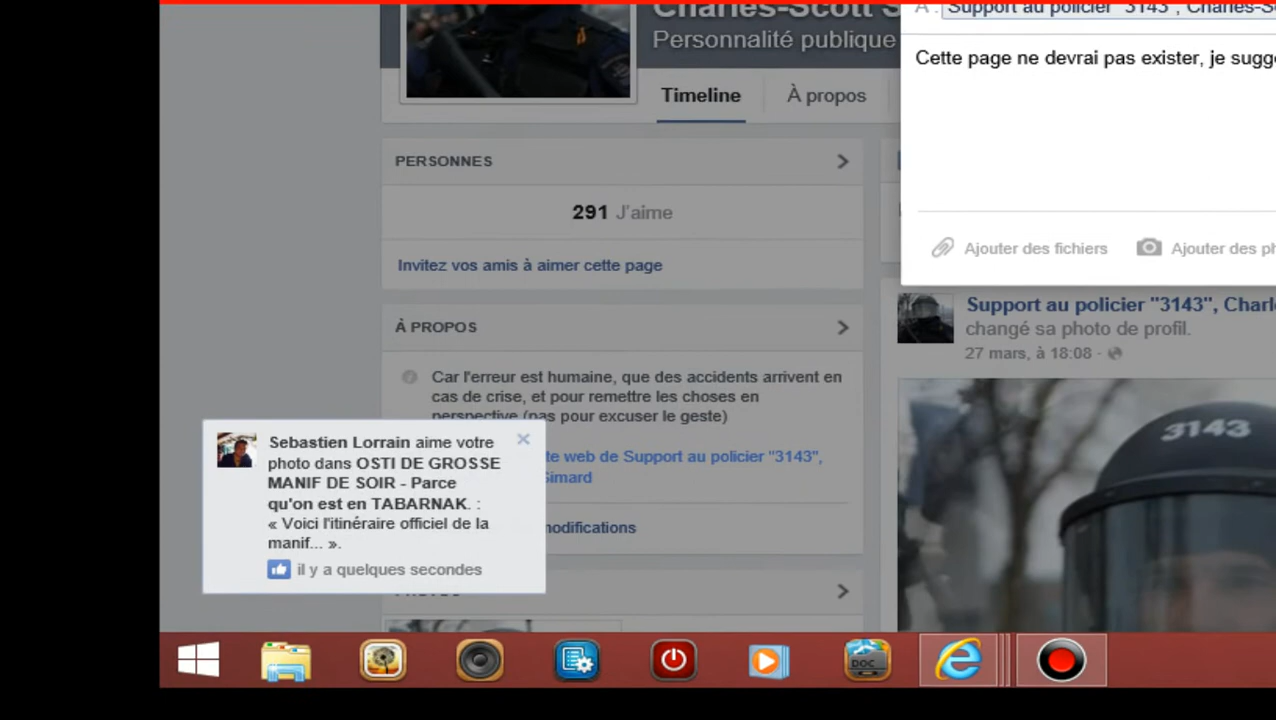 Charles-Scott S
Personnalité publique
À :
Support au policier "3143", Charles-S
Cette page ne devrai pas exister, je sugg
Timeline
À propos
PERSONNES
291 J'aime
Invitez vos amis à aimer cette page
Ajouter des fichiers
Ajouter des ph
À PROPOS
Car l'erreur est humaine, que des accidents arrivent en
cas de crise, et pour remettre les choses en
perspective (pas pour excuser le geste)
te web de Support au policier "3143",
Simard
modifications
Support au policier "3143", Charl
changé sa photo de profil.
27 mars, à 18:08 ·
3143
Sebastien Lorrain aime votre
photo dans OSTI DE GROSSE
MANIF DE SOIR - Parce
qu'on est en TABARNAK. :
« Voici l'itinéraire officiel de la
manif... ».
il y a quelques secondes
DOC